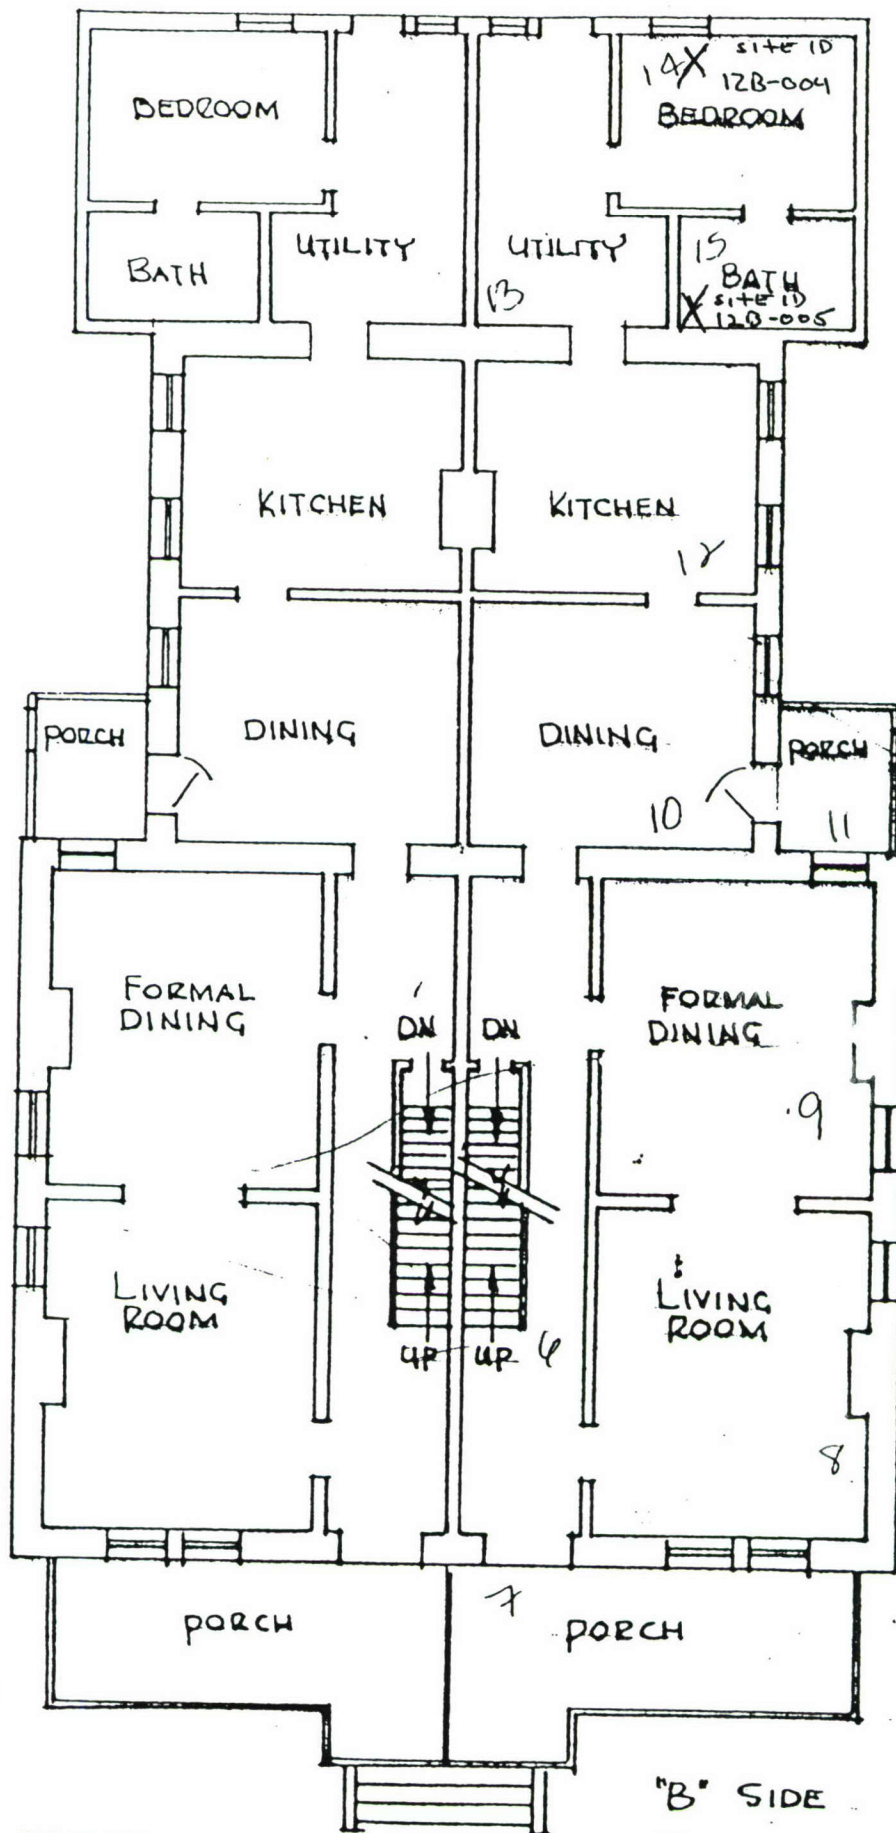 14X SITE ID
12B-004
BEDROOM
BEDROOM
UTILITY
UTILITY
BATH
15
BATH
X SITE ID
12B-005
13
KITCHEN
KITCHEN
12
PORCH
DINING
DINING
PORCH
10
11
FORMAL
DINING
FORMAL
DINING
DN
DN
9
LIVING
ROOM
LIVING
ROOM
UP
UP
6
8
7
PORCH
PORCH
"B" SIDE